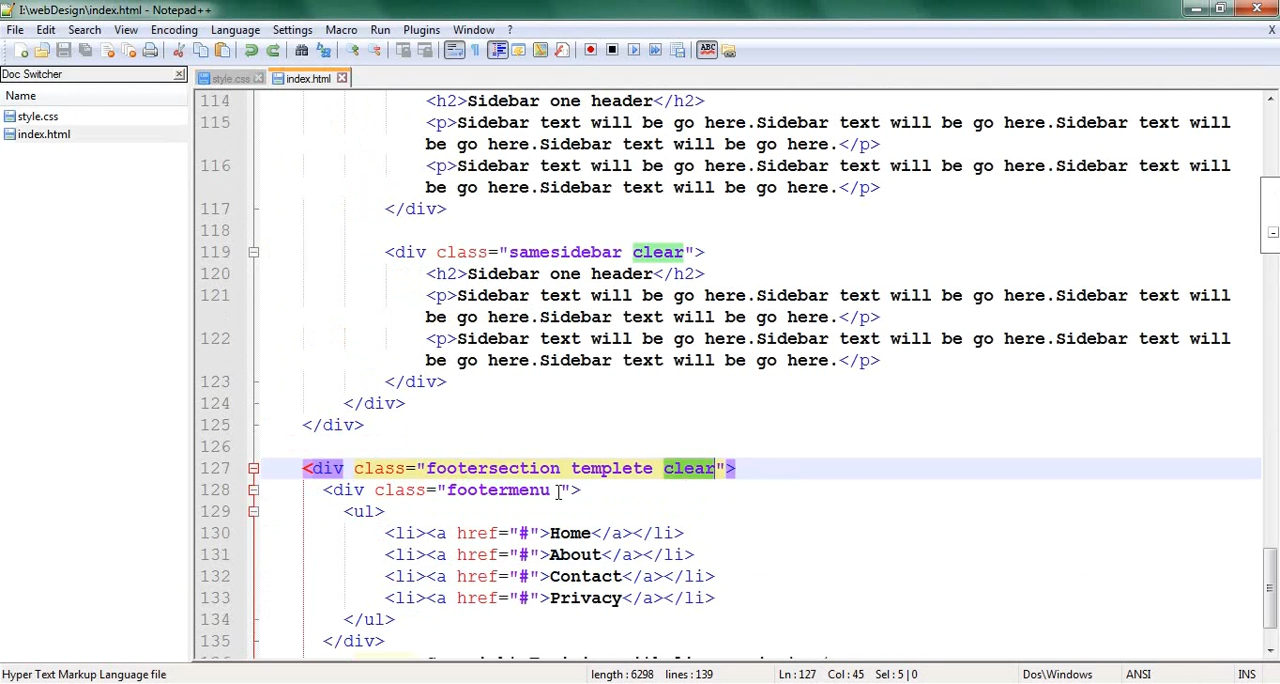 I:\webDesign\index.html - Notepad++
File Edit Search View Encoding Language Settings Macro Run Plugins Window ? X
ABC
Doc Switcher
style.css index.html
Name
style.css
index.html
114 <h2>Sidebar one header</h2>
115 <p>Sidebar text will be go here.Sidebar text will be go here.Sidebar text will
be go here.Sidebar text will be go here.</p>
116 <p>Sidebar text will be go here.Sidebar text will be go here.Sidebar text will
be go here.Sidebar text will be go here.</p>
117 </div>
118
119 <div class="samesidebar clear">
120 <h2>Sidebar one header</h2>
121 <p>Sidebar text will be go here.Sidebar text will be go here.Sidebar text will
be go here.Sidebar text will be go here.</p>
122 <p>Sidebar text will be go here.Sidebar text will be go here.Sidebar text will
be go here.Sidebar text will be go here.</p>
123 </div>
124 </div>
125 </div>
126
127 <div class="footersection templete clear">
128 <div class="footermenu ">
129 <ul>
130 <li><a href="#">Home</a></li>
131 <li><a href="#">About</a></li>
132 <li><a href="#">Contact</a></li>
133 <li><a href="#">Privacy</a></li>
134 </ul>
135 </div>
Hyper Text Markup Language file length : 6298 lines : 139 Ln : 127 Col : 45 Sel : 5 | 0 Dos\Windows ANSI INS